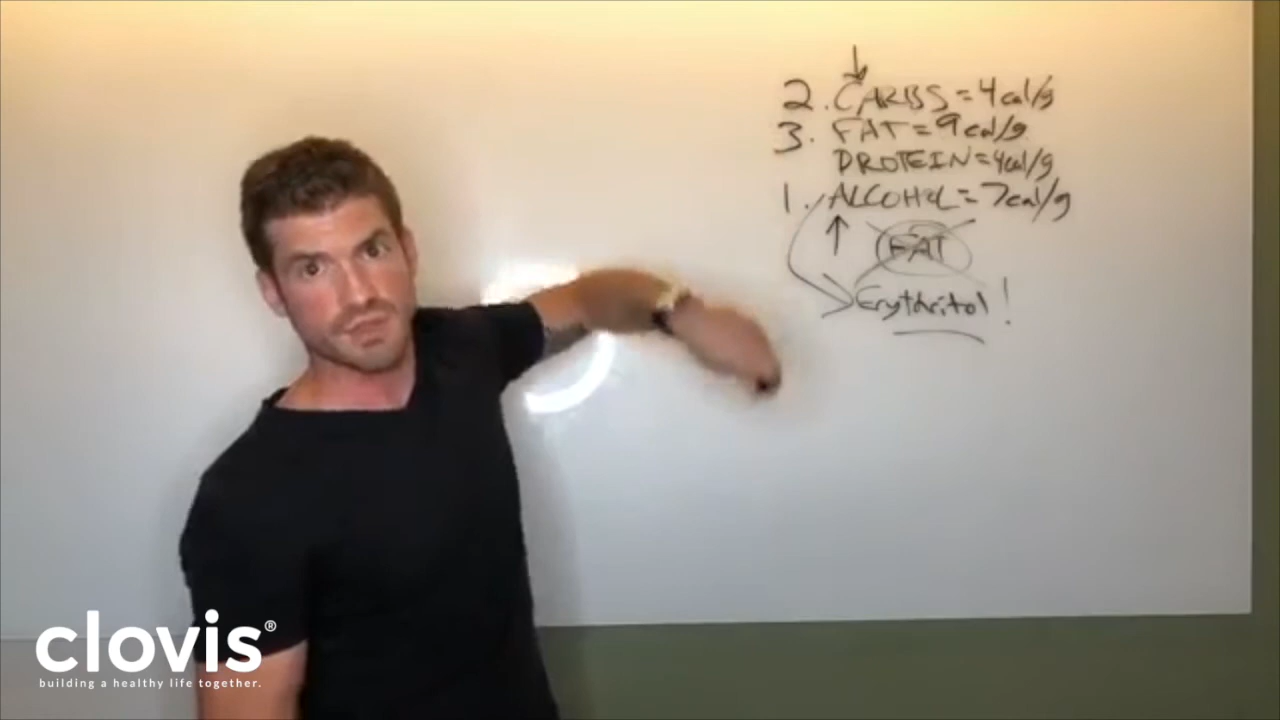 2. CARBS = 4cal/g
3. FAT = 9cal/g
PROTEIN = 4cal/g
1. ALCOHOL = 7cal/g
FAT
Erythritol!
clovis®
building a healthy life together.